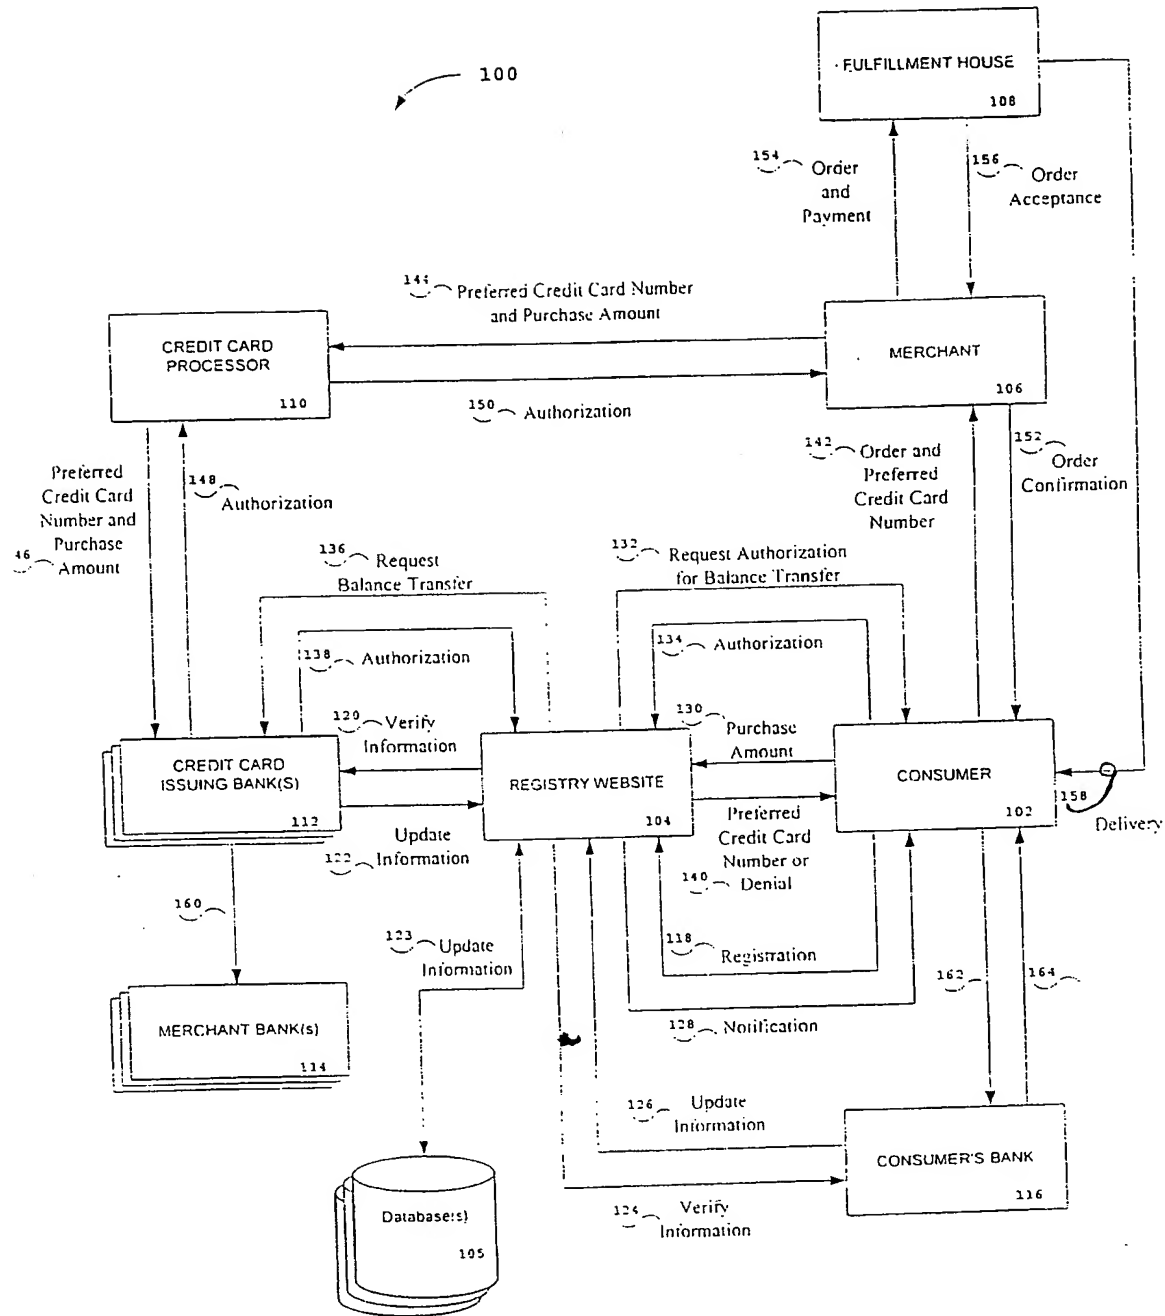 100
FULFILLMENT HOUSE
108
154
Order
and
Payment
156
Order
Acceptance
144
Preferred Credit Card Number
and Purchase Amount
CREDIT CARD
PROCESSOR
110
MERCHANT
106
150
Authorization
Preferred
Credit Card
Number and
Purchase
Amount
46
148
Authorization
142
Order and
Preferred
Credit Card
Number
152
Order
Confirmation
136
Request
Balance Transfer
132
Request Authorization
for Balance Transfer
138
Authorization
134
Authorization
120
Verify
Information
130
Purchase
Amount
CREDIT CARD
ISSUING BANK(S)
112
REGISTRY WEBSITE
104
CONSUMER
102
158
Delivery
122
Update
Information
Preferred
Credit Card
Number or
Denial
140
160
123
Update
Information
118
Registration
162
164
MERCHANT BANK(s)
114
128
Notification
126
Update
Information
CONSUMER'S BANK
116
124
Verify
Information
Database(s)
105